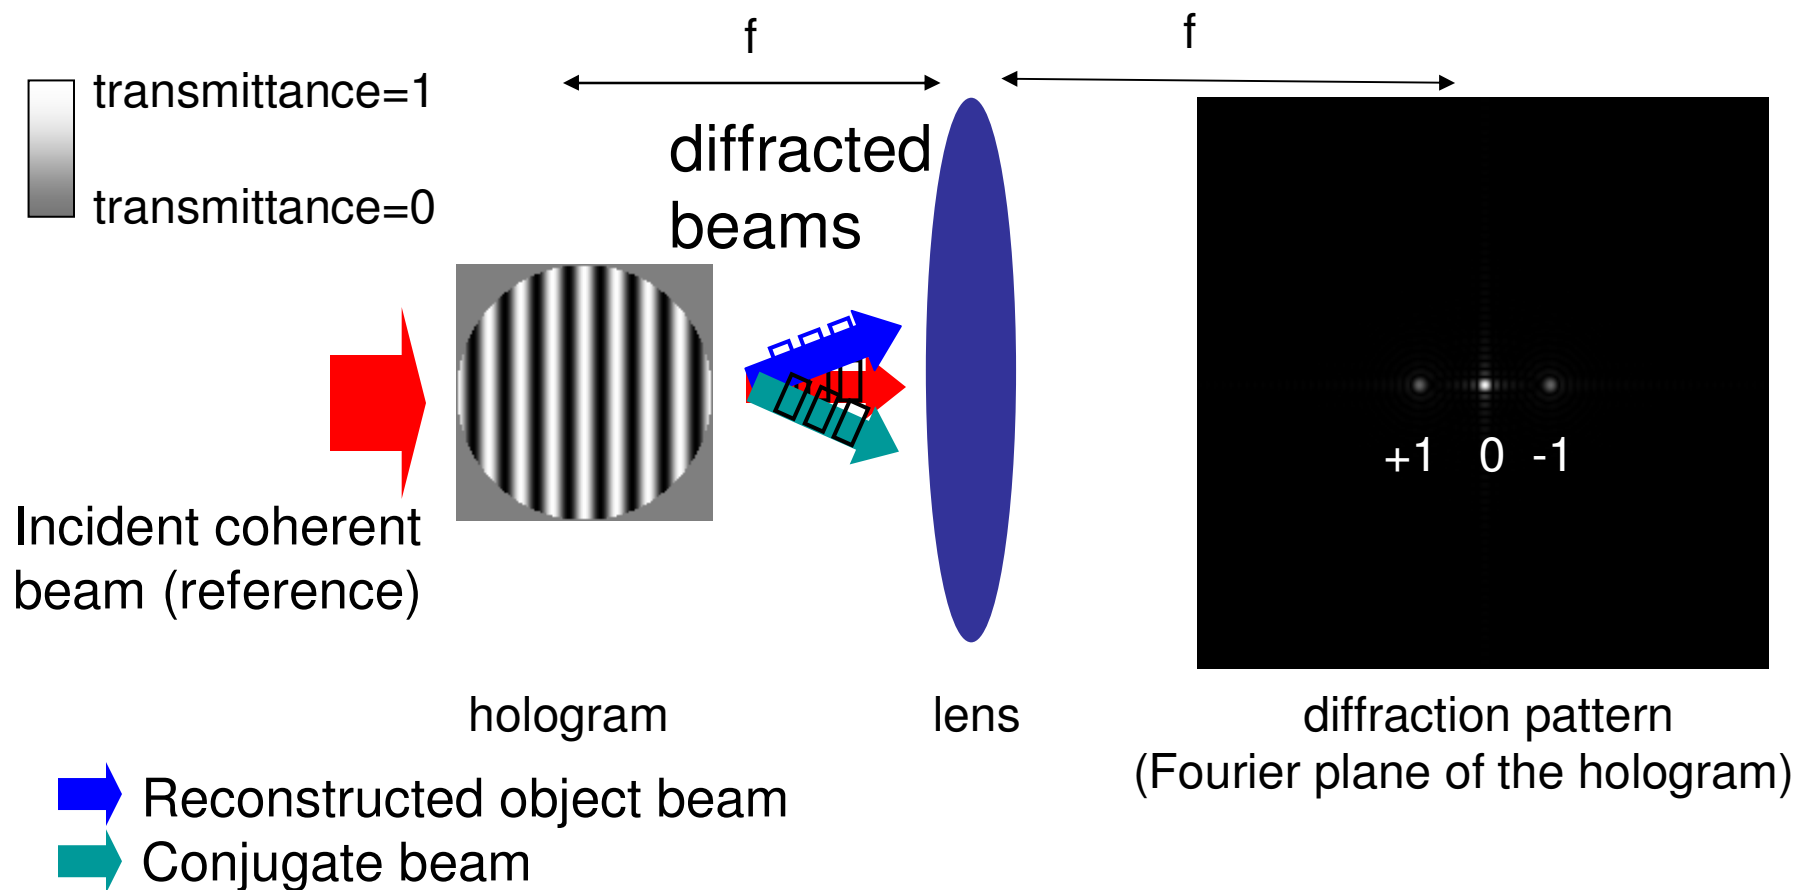 f
f
transmittance=1
transmittance=0
diffracted
beams
Incident coherent
beam (reference)
+1 0 -1
hologram
lens
diffraction pattern
(Fourier plane of the hologram)
Reconstructed object beam
Conjugate beam